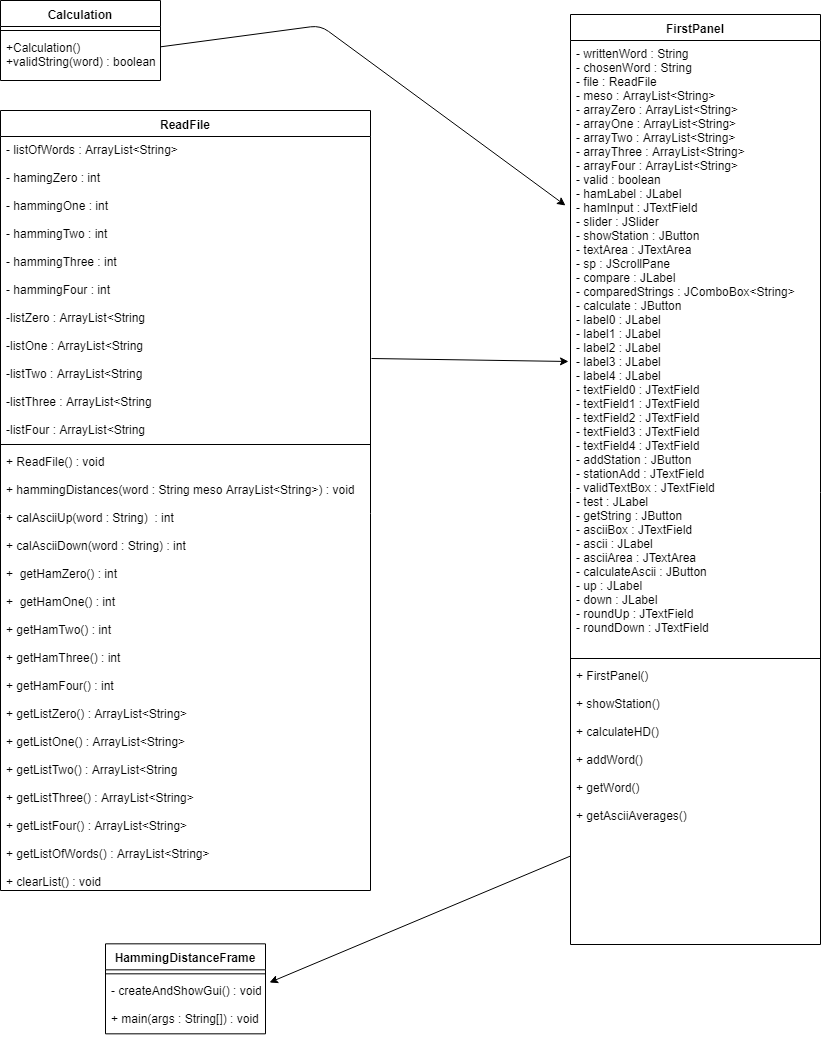 Calculation
+Calculation()
+validString(word) : boolean
ReadFile
- listOfWords : ArrayList<String>
- hamingZero : int
- hammingOne : int
- hammingTwo : int
- hammingThree : int
- hammingFour : int
-listZero : ArrayList<String
-listOne : ArrayList<String
-listTwo : ArrayList<String
-listThree : ArrayList<String
-listFour : ArrayList<String
+ ReadFile() : void
+ hammingDistances(word : String meso ArrayList<String>) : void
+ calAsciiUp(word : String)  : int
+ calAsciiDown(word : String) : int
+  getHamZero() : int
+  getHamOne() : int
+ getHamTwo() : int
+ getHamThree() : int
+ getHamFour() : int
+ getListZero() : ArrayList<String>
+ getListOne() : ArrayList<String>
+ getListTwo() : ArrayList<String
+ getListThree() : ArrayList<String>
+ getListFour() : ArrayList<String>
+ getListOfWords() : ArrayList<String>
+ clearList() : void
FirstPanel
- writtenWord : String
- chosenWord : String
- file : ReadFile
- meso : ArrayList<String>
- arrayZero : ArrayList<String>
- arrayOne : ArrayList<String>
- arrayTwo : ArrayList<String>
- arrayThree : ArrayList<String>
- arrayFour : ArrayList<String>
- valid : boolean
- hamLabel : JLabel
- hamInput : JTextField
- slider : JSlider
- showStation : JButton
- textArea : JTextArea
- sp : JScrollPane
- compare : JLabel
- comparedStrings : JComboBox<String>
- calculate : JButton
- label0 : JLabel
- label1 : JLabel
- label2 : JLabel
- label3 : JLabel
- label4 : JLabel
- textField0 : JTextField
- textField1 : JTextField
- textField2 : JTextField
- textField3 : JTextField
- textField4 : JTextField
- addStation : JButton
- stationAdd : JTextField
- validTextBox : JTextField
- test : JLabel
- getString : JButton
- asciiBox : JTextField
- ascii : JLabel
- asciiArea : JTextArea
- calculateAscii : JButton
- up : JLabel
- down : JLabel
- roundUp : JTextField
- roundDown : JTextField
+ FirstPanel()
+ showStation()
+ calculateHD()
+ addWord()
+ getWord()
+ getAsciiAverages()
HammingDistanceFrame
- createAndShowGui() : void
+ main(args : String[]) : void